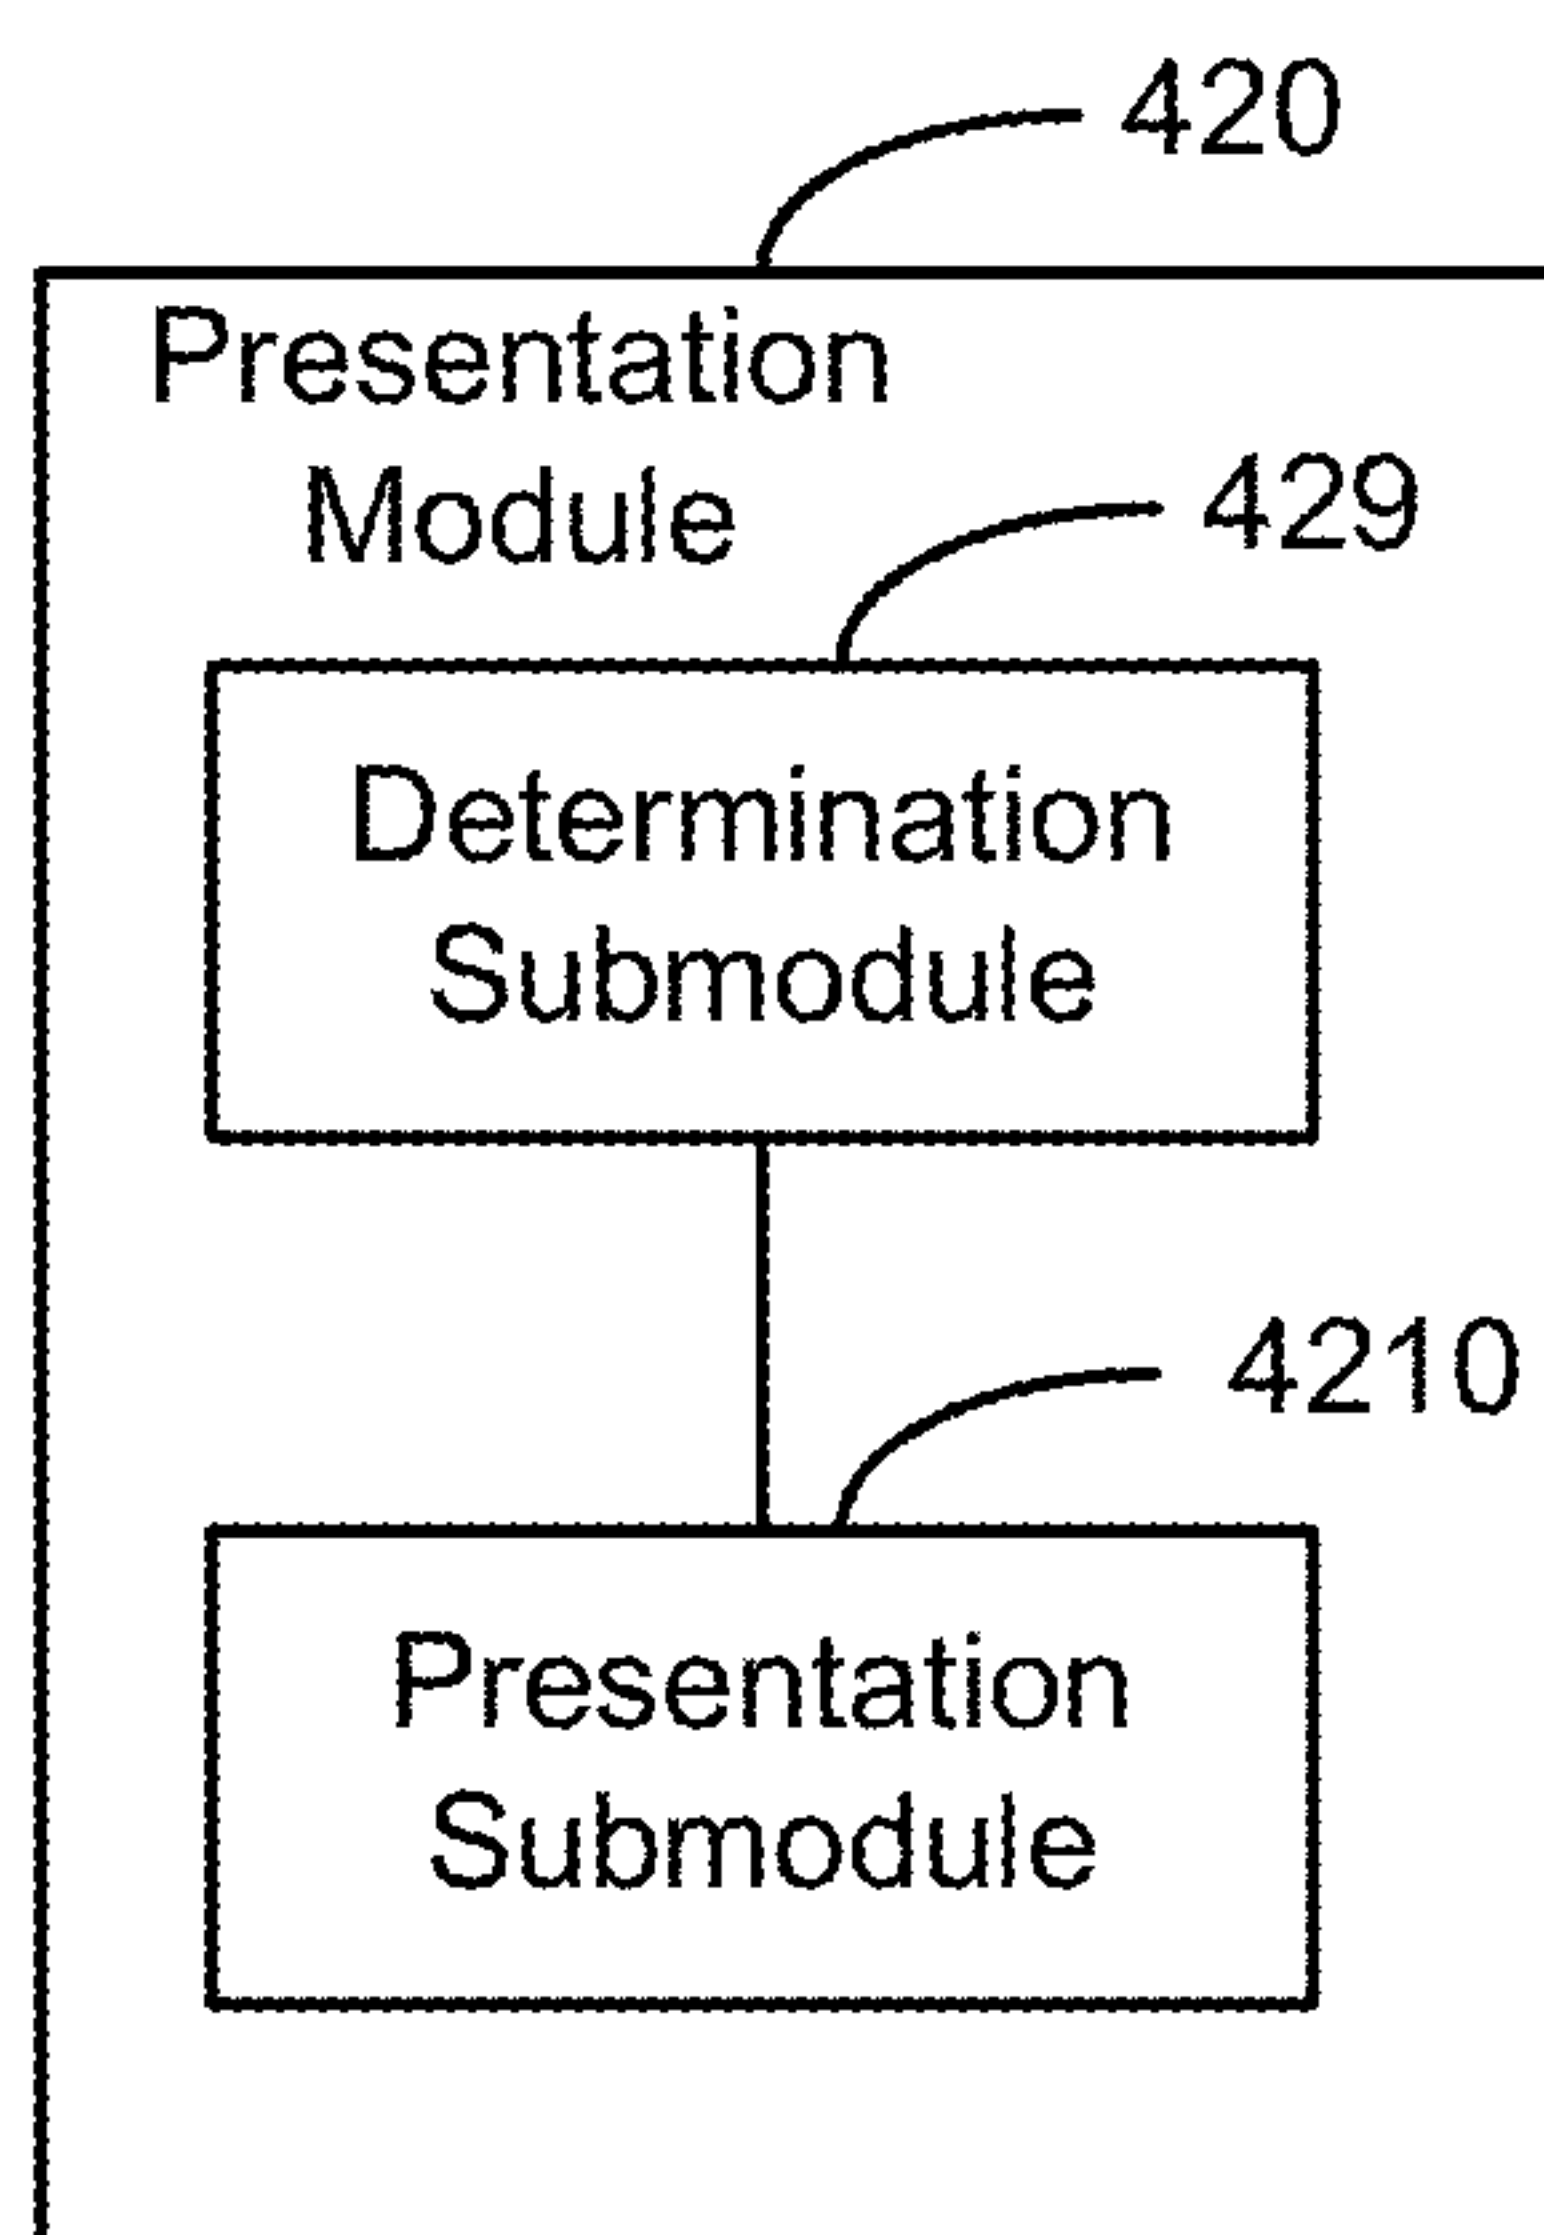 420
Presentation
Module
429
Determination
Submodule
4210
Presentation
Submodule